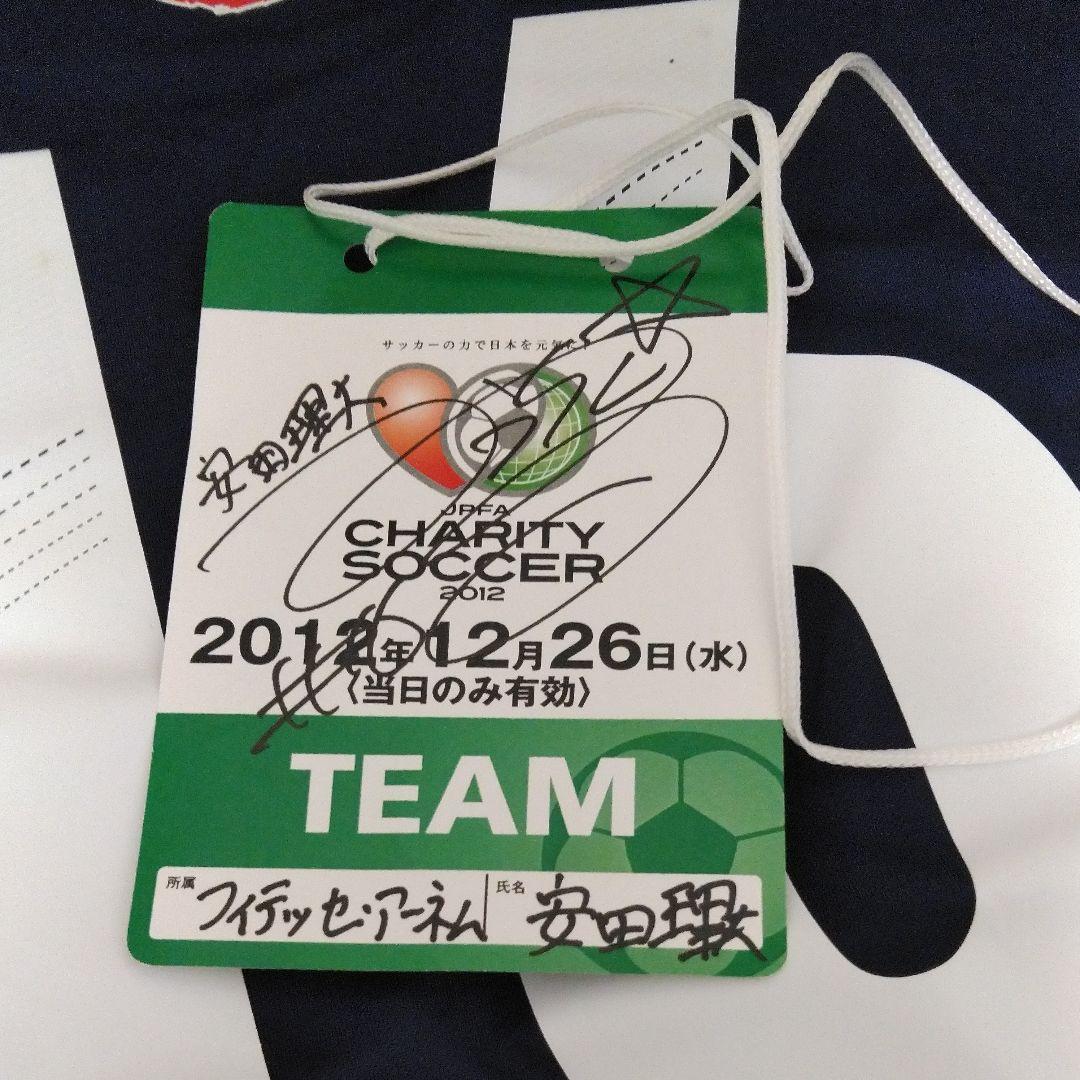 サッカーの力で日本を元気に！
安田理大
JPFA
CHARITY
SOCCER
2012
2012年12月26日(水)
〈当日のみ有効〉
TEAM
所属 フィテッセ・アーネム 氏名 安田理大